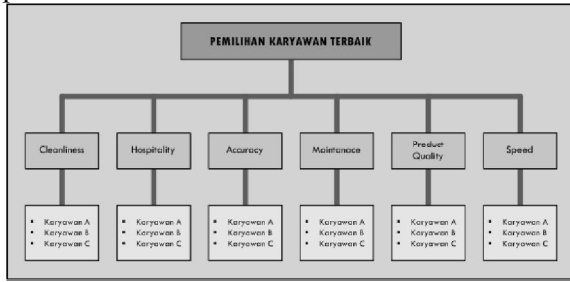 PEMILIHAN KARYAWAN TERBAIK
Cleanliness
Hospitality
Accuracy
Maintanace
Product
Quality
Speed
▪ Karyawan A
▪ Karyawan B
▪ Karyawan C
▪ Karyawan A
▪ Karyawan B
▪ Karyawan C
▪ Karyawan A
▪ Karyawan B
▪ Karyawan C
▪ Karyawan A
▪ Karyawan B
▪ Karyawan C
▪ Karyawan A
▪ Karyawan B
▪ Karyawan C
▪ Karyawan A
▪ Karyawan B
▪ Karyawan C